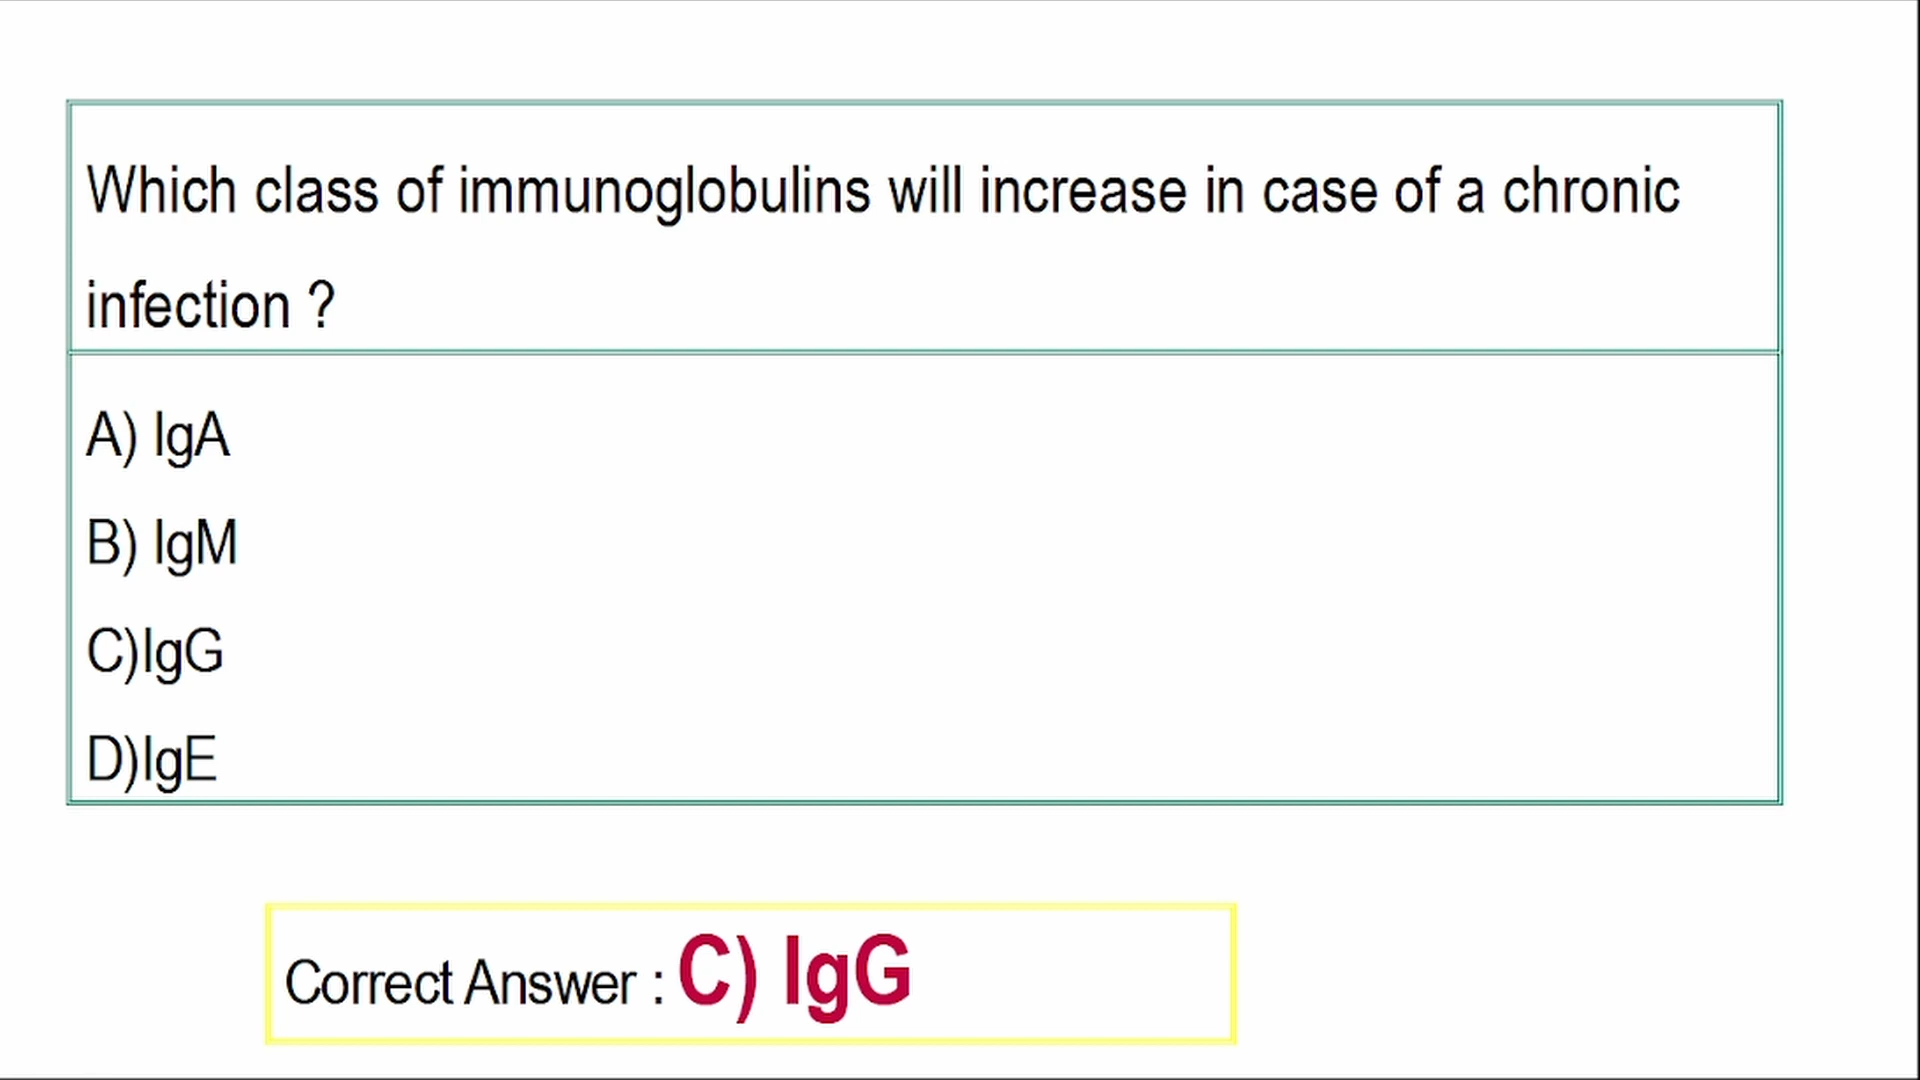 Which class of immunoglobulins will increase in case of a chronic
infection ?
A) IgA
B) IgM
C)IgG
D)IgE
Correct Answer : C) IgG